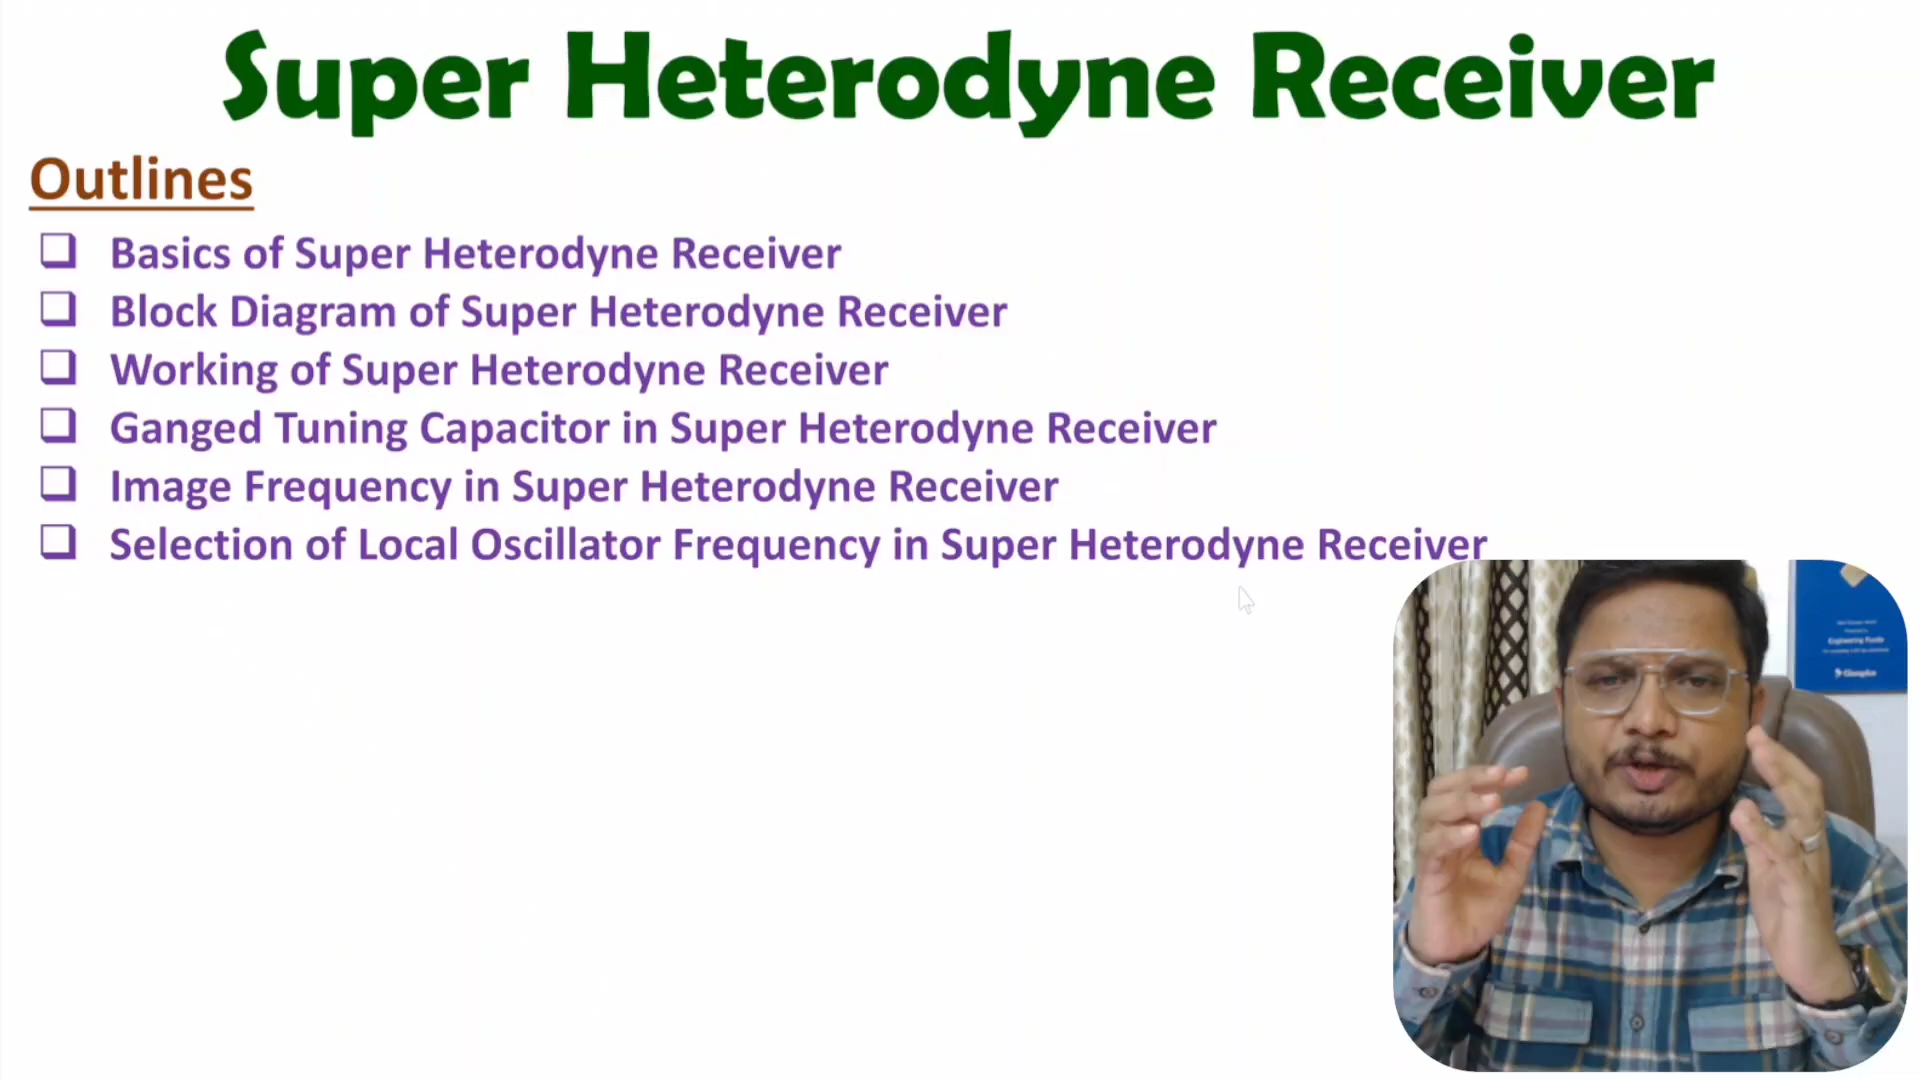 Super Heterodyne Receiver
Outlines
Basics of Super Heterodyne Receiver
Block Diagram of Super Heterodyne Receiver
Working of Super Heterodyne Receiver
Ganged Tuning Capacitor in Super Heterodyne Receiver
Image Frequency in Super Heterodyne Receiver
Selection of Local Oscillator Frequency in Super Heterodyne Receiver
Engineering Funda